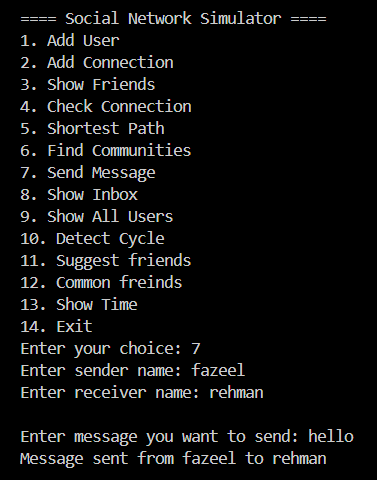 ==== Social Network Simulator ====
1. Add User
2. Add Connection
3. Show Friends
4. Check Connection
5. Shortest Path
6. Find Communities
7. Send Message
8. Show Inbox
9. Show All Users
10. Detect Cycle
11. Suggest friends
12. Common freinds
13. Show Time
14. Exit
Enter your choice: 7
Enter sender name: fazeel
Enter receiver name: rehman
Enter message you want to send: hello
Message sent from fazeel to rehman